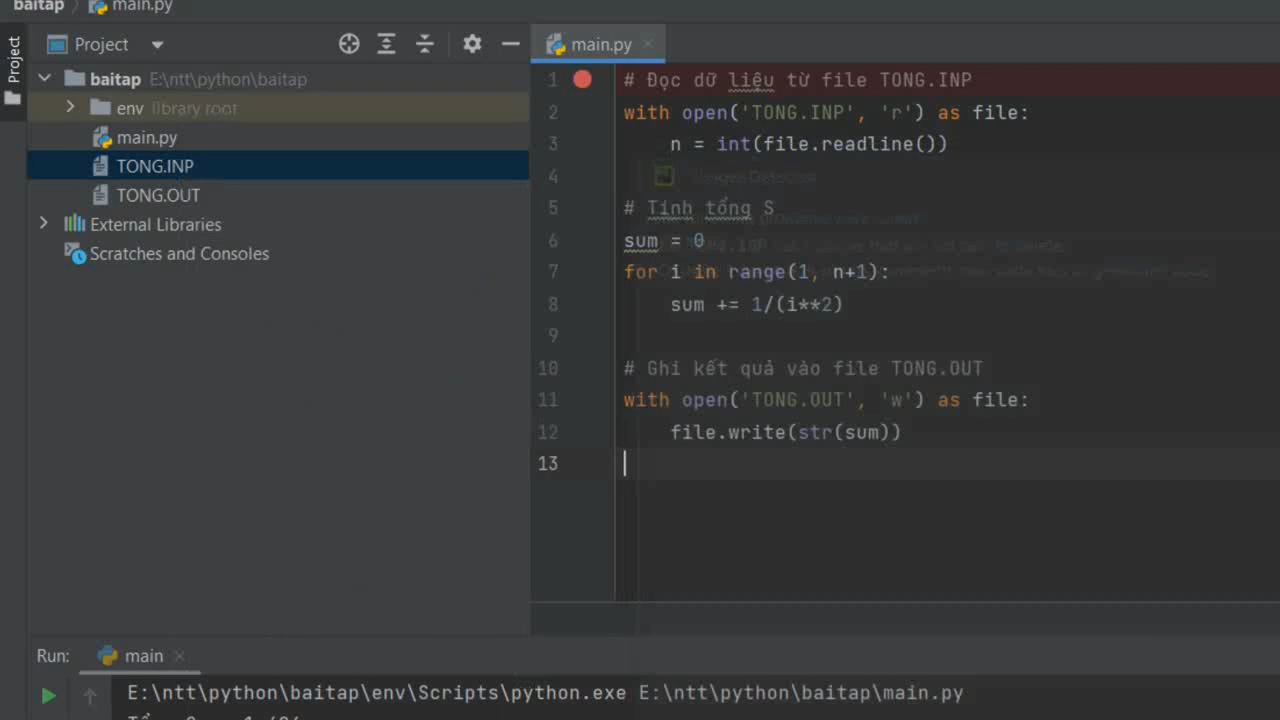 baitap main.py
Project
Project
main.py
baitap E:\ntt\python\baitap
env library root
main.py
TONG.INP
TONG.OUT
External Libraries
Scratches and Consoles
1 # Đọc dữ liệu từ file TONG.INP
2 with open('TONG.INP', 'r') as file:
3 n = int(file.readline())
4
5 # Tính tổng S
6 sum = 0
7 for i in range(1, n+1):
8 sum += 1/(i**2)
9
10 # Ghi kết quả vào file TONG.OUT
11 with open('TONG.OUT', 'w') as file:
12 file.write(str(sum))
13
Run: main
E:\ntt\python\baitap\env\Scripts\python.exe E:\ntt\python\baitap\main.py